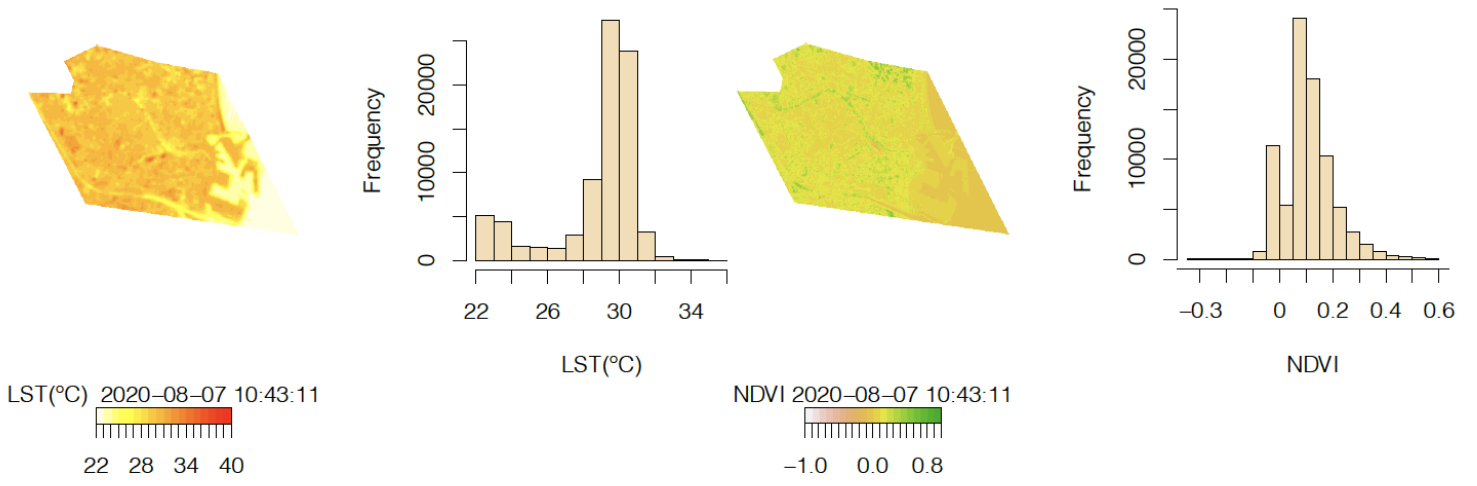 Frequency
0
10000
20000
22 26 30 34
LST(°C)
LST(°C) 2020−08−07 10:43:11
22 28 34 40
Frequency
0
10000
20000
−0.3 0 0.2 0.4 0.6
NDVI
NDVI 2020−08−07 10:43:11
−1.0 0.0 0.8